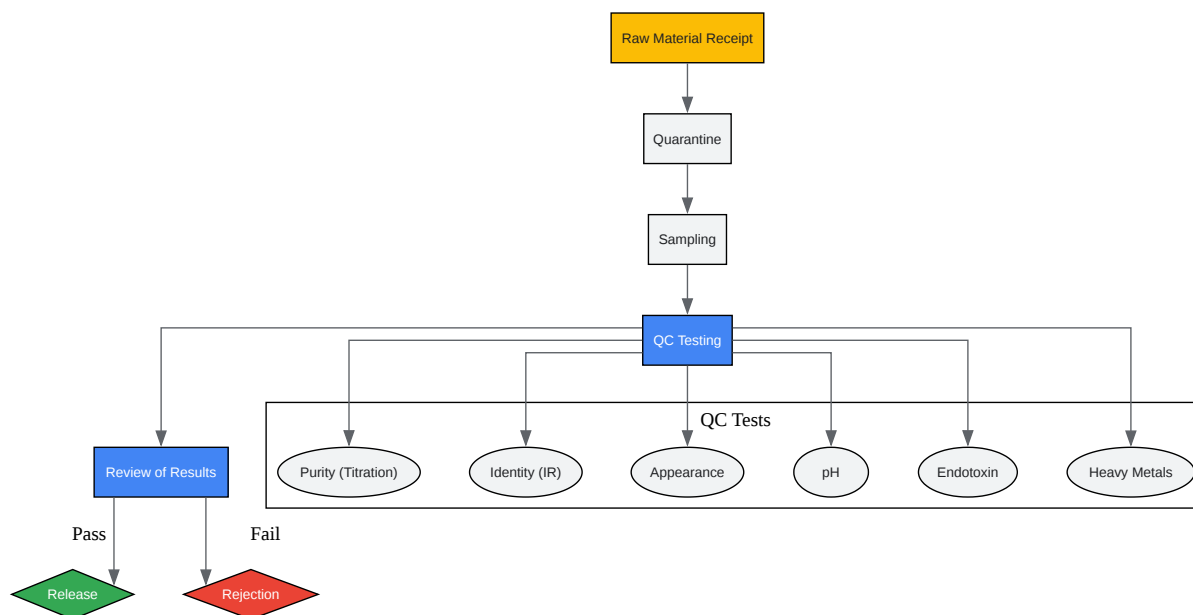 Raw Material Receipt
Quarantine
Sampling
QC Testing
QC Tests
Review of Results
Purity (Titration)
Identity (IR)
Appearance
pH
Endotoxin
Heavy Metals
Pass
Fail
Release
Rejection